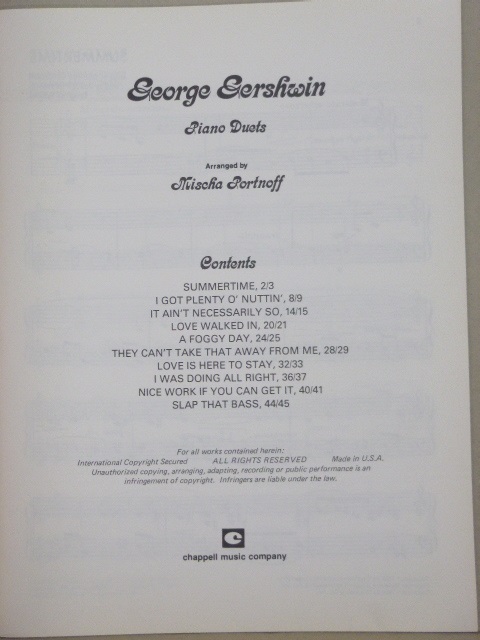 George Gershwin
Piano Duets
Arranged by
Mischa Portnoff
Contents
SUMMERTIME, 2/3
I GOT PLENTY O' NUTTIN', 8/9
IT AIN'T NECESSARILY SO, 14/15
LOVE WALKED IN, 20/21
A FOGGY DAY, 24/25
THEY CAN'T TAKE THAT AWAY FROM ME, 28/29
LOVE IS HERE TO STAY, 32/33
I WAS DOING ALL RIGHT, 36/37
NICE WORK IF YOU CAN GET IT, 40/41
SLAP THAT BASS, 44/45
For all works contained herein:
International Copyright Secured ALL RIGHTS RESERVED Made in U.S.A.
Unauthorized copying, arranging, adapting, recording or public performance is an
infringement of copyright. Infringers are liable under the law.
chappell music company